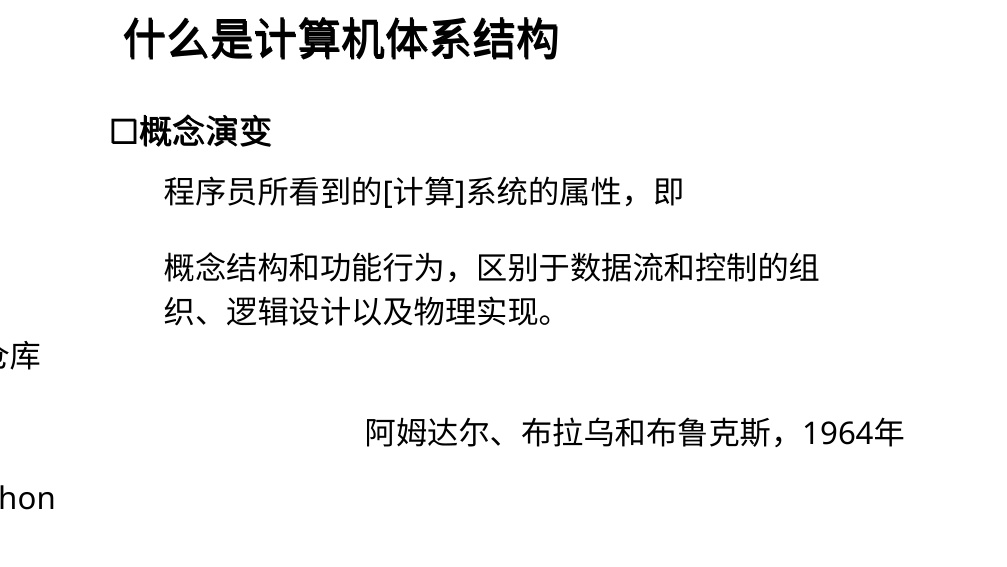 什么是计算机体系结构
□概念演变
程序员所看到的[计算]系统的属性，即
概念结构和功能行为，区别于数据流和控制的组
织、逻辑设计以及物理实现。
仓库
阿姆达尔、布拉乌和布鲁克斯，1964年
hon